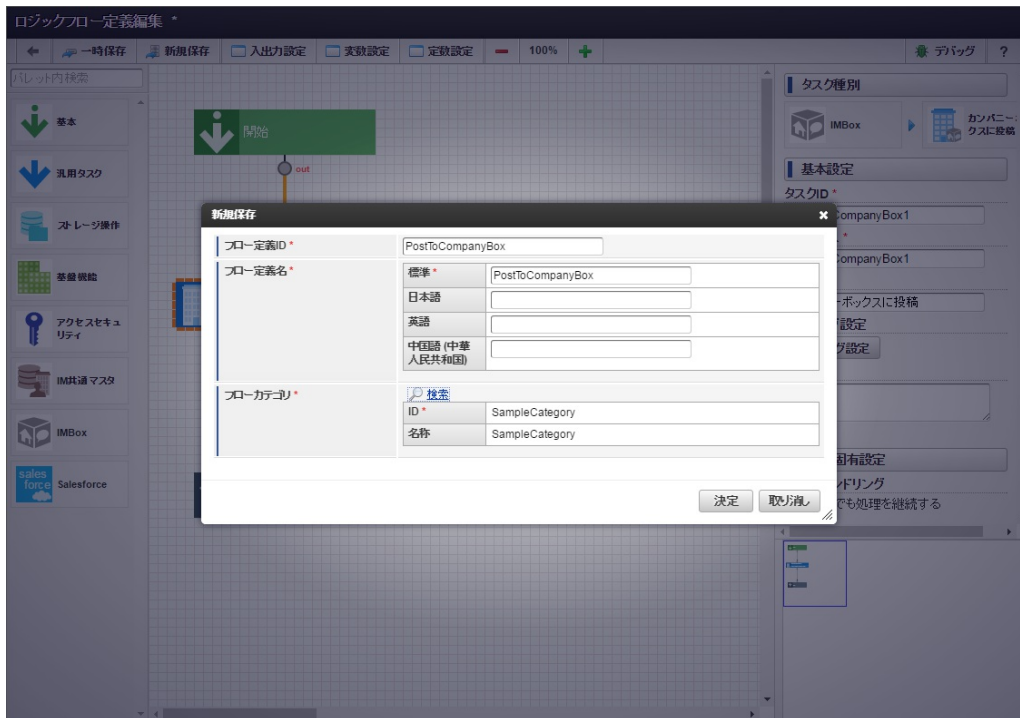 ロジックフロー定義編集 *
一時保存 新規保存 入出力設定 変数設定 定数設定 100% デバッグ ?
パレット内検索
基本
汎用タスク
ストレージ操作
基盤機能
アクセスセキュ
リティ
IM共通マスタ
IMBox
sales
force
Salesforce
開始
out
新規保存
フロー定義ID *
PostToCompanyBox
フロー定義名 *
標準 *
PostToCompanyBox
日本語
英語
中国語 (中華
人民共和国)
フローカテゴリ *
検索
ID *
SampleCategory
名称
SampleCategory
決定 取り消し
タスク種別
IMBox
カンパニー
クスに投稿
基本設定
タスクID *
ompanyBox1
*
ompanyBox1
ーボックスに投稿
設定
グ設定
固有設定
ンドリング
でも処理を継続する